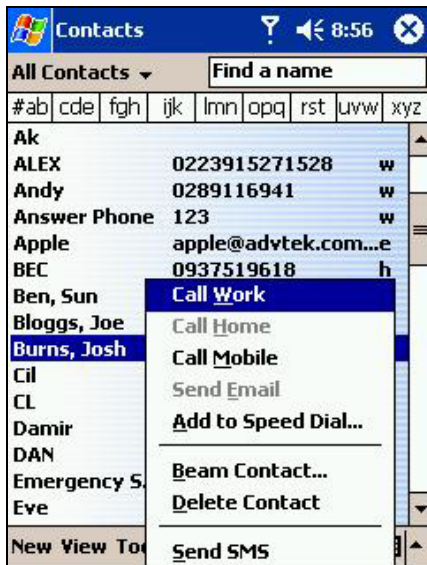 Contacts 8:56
All Contacts Find a name
#ab cde fgh ijk lmn opq rst uvw xyz
Ak
ALEX 0223915271528 w
Andy 0289116941 w
Answer Phone 123 w
Apple apple@advtek.com...e
BEC 0937519618 h
Ben, Sun
Bloggs, Joe
Burns, Josh
Cil
CL
Damir
DAN
Emergency S.
Eve
Call Work
Call Home
Call Mobile
Send Email
Add to Speed Dial...
Beam Contact...
Delete Contact
Send SMS
New View Too